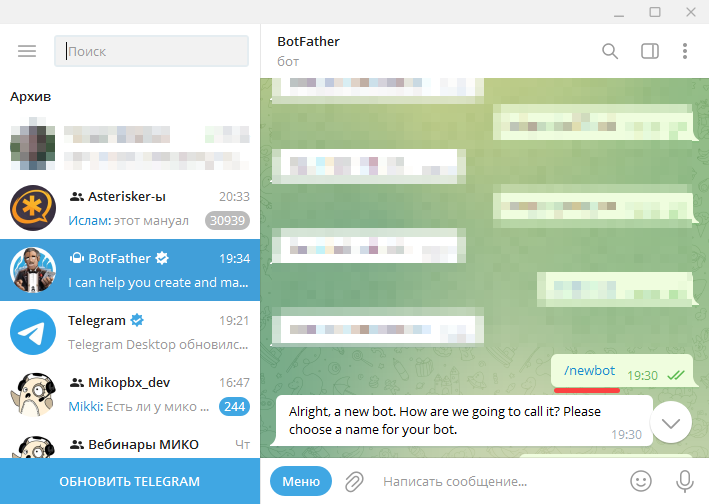 Поиск
Архив
Asterisker-ы 20:33
Ислам: этот мануал 30939
BotFather 19:34
I can help you create and ma...
Telegram 19:21
Telegram Desktop обновилс...
Mikopbx_dev 16:47
Mikki: Есть ли у мико ... 244
Вебинары МИКО Чт
ОБНОВИТЬ TELEGRAM
BotFather
бот
/newbot 19:30
Alright, a new bot. How are we going to call it? Please
choose a name for your bot.
19:30
Меню Написать сообщение...